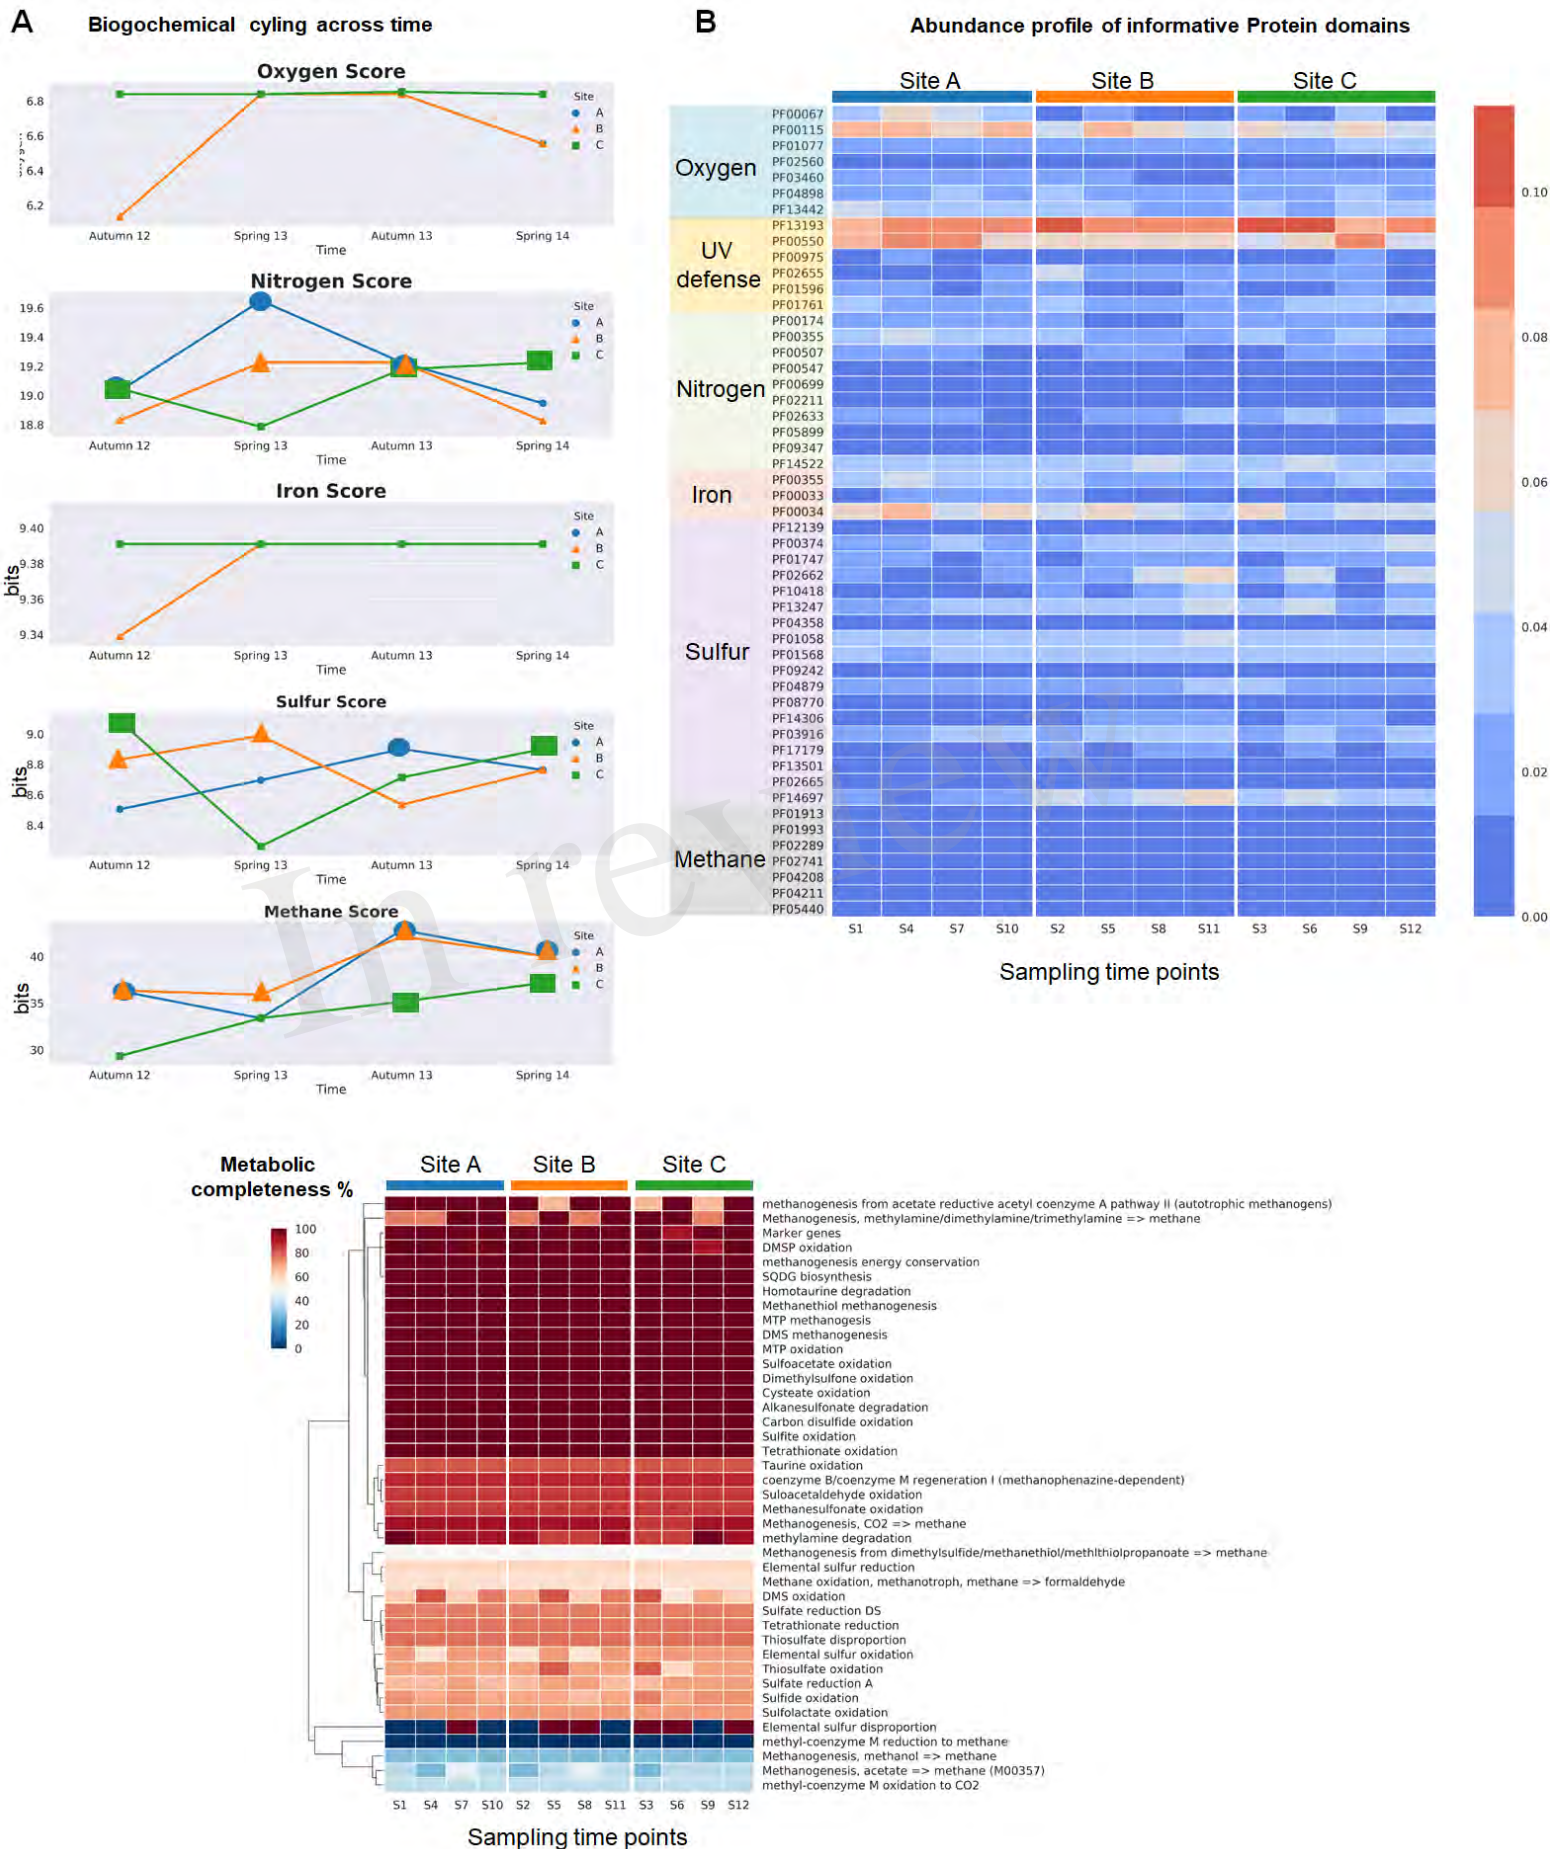 A
Biogochemical cyling across time
Oxygen Score
6.8
6.6
6.4
6.2
Autumn 12
Spring 13
Autumn 13
Spring 14
Time
Site
A
B
C
Nitrogen Score
19.6
19.4
19.2
19.0
18.8
Autumn 12
Spring 13
Autumn 13
Spring 14
Time
Site
A
B
C
Iron Score
bits
9.40
9.38
9.36
9.34
Autumn 12
Spring 13
Autumn 13
Spring 14
Time
Site
A
B
C
Sulfur Score
bits
9.0
8.8
8.6
8.4
Autumn 12
Spring 13
Autumn 13
Spring 14
Time
Site
A
B
C
Methane Score
bits
40
35
30
Autumn 12
Spring 13
Autumn 13
Spring 14
Time
Site
A
B
C
B
Abundance profile of informative Protein domains
Site A
Site B
Site C
Oxygen
UV
defense
Nitrogen
Iron
Sulfur
Methane
PF00067
PF00115
PF01077
PF02560
PF03460
PF04898
PF13442
PF13193
PF00550
PF00975
PF02655
PF01596
PF01761
PF00174
PF00355
PF00507
PF00547
PF00699
PF02211
PF02633
PF05899
PF09347
PF14522
PF00355
PF00033
PF00034
PF12139
PF00374
PF01747
PF02662
PF10418
PF13247
PF04358
PF01058
PF01568
PF09242
PF04879
PF08770
PF14306
PF03916
PF17179
PF13501
PF02665
PF14697
PF01913
PF01993
PF02289
PF02741
PF04208
PF04211
PF05440
S1
S4
S7
S10
S2
S5
S8
S11
S3
S6
S9
S12
Sampling time points
0.10
0.08
0.06
0.04
0.02
0.00
In review
Metabolic
completeness %
100
80
60
40
20
0
Site A
Site B
Site C
methanogenesis from acetate reductive acetyl coenzyme A pathway II (autotrophic methanogens)
Methanogenesis, methylamine/dimethylamine/trimethylamine => methane
Marker genes
DMSP oxidation
methanogenesis energy conservation
SQDG biosynthesis
Homotaurine degradation
Methanethiol methanogenesis
MTP methanogesis
DMS methanogenesis
MTP oxidation
Sulfoacetate oxidation
Dimethylsulfone oxidation
Cysteate oxidation
Alkanesulfonate degradation
Carbon disulfide oxidation
Sulfite oxidation
Tetrathionate oxidation
Taurine oxidation
coenzyme B/coenzyme M regeneration I (methanophenazine-dependent)
Suloacetaldehyde oxidation
Methanesulfonate oxidation
Methanogenesis, CO2 => methane
methylamine degradation
Methanogenesis from dimethylsulfide/methanethiol/methlthiolpropanoate => methane
Elemental sulfur reduction
Methane oxidation, methanotroph, methane => formaldehyde
DMS oxidation
Sulfate reduction DS
Tetrathionate reduction
Thiosulfate disproportion
Elemental sulfur oxidation
Thiosulfate oxidation
Sulfate reduction A
Sulfide oxidation
Sulfolactate oxidation
Elemental sulfur disproportion
methyl-coenzyme M reduction to methane
Methanogenesis, methanol => methane
Methanogenesis, acetate => methane (M00357)
methyl-coenzyme M oxidation to CO2
S1
S4
S7
S10
S2
S5
S8
S11
S3
S6
S9
S12
Sampling time points